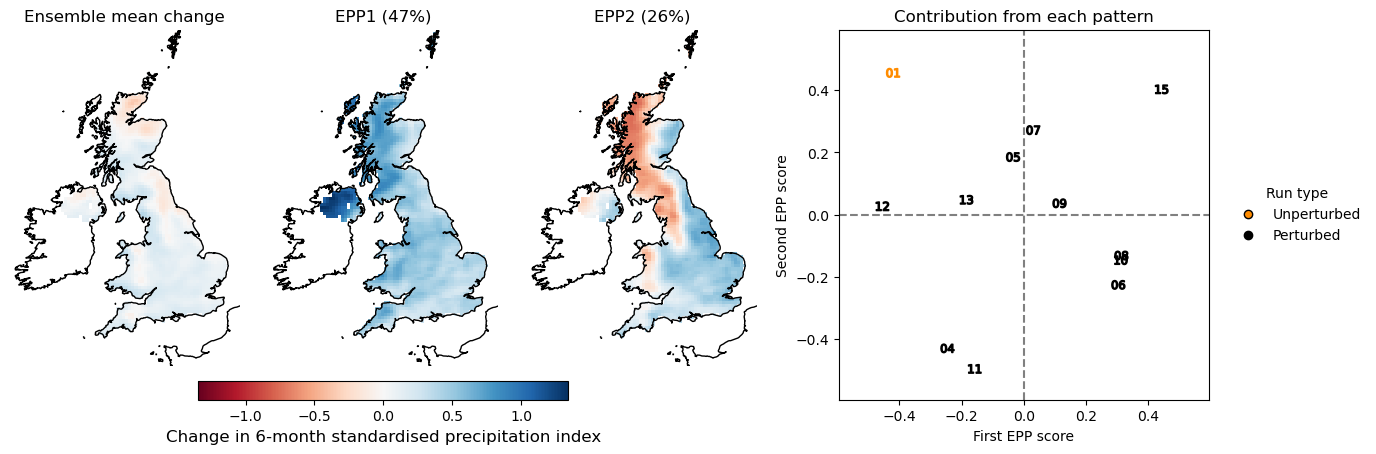 Ensemble mean change
EPP1 (47%)
EPP2 (26%)
Contribution from each pattern
−1.0
−0.5
0.0
0.5
1.0
Change in 6-month standardised precipitation index
Second EPP score
0.4
0.2
0.0
−0.2
−0.4
01
15
07
05
13
12
09
08
10
06
04
11
−0.4
−0.2
0.0
0.2
0.4
First EPP score
Run type
Unperturbed
Perturbed